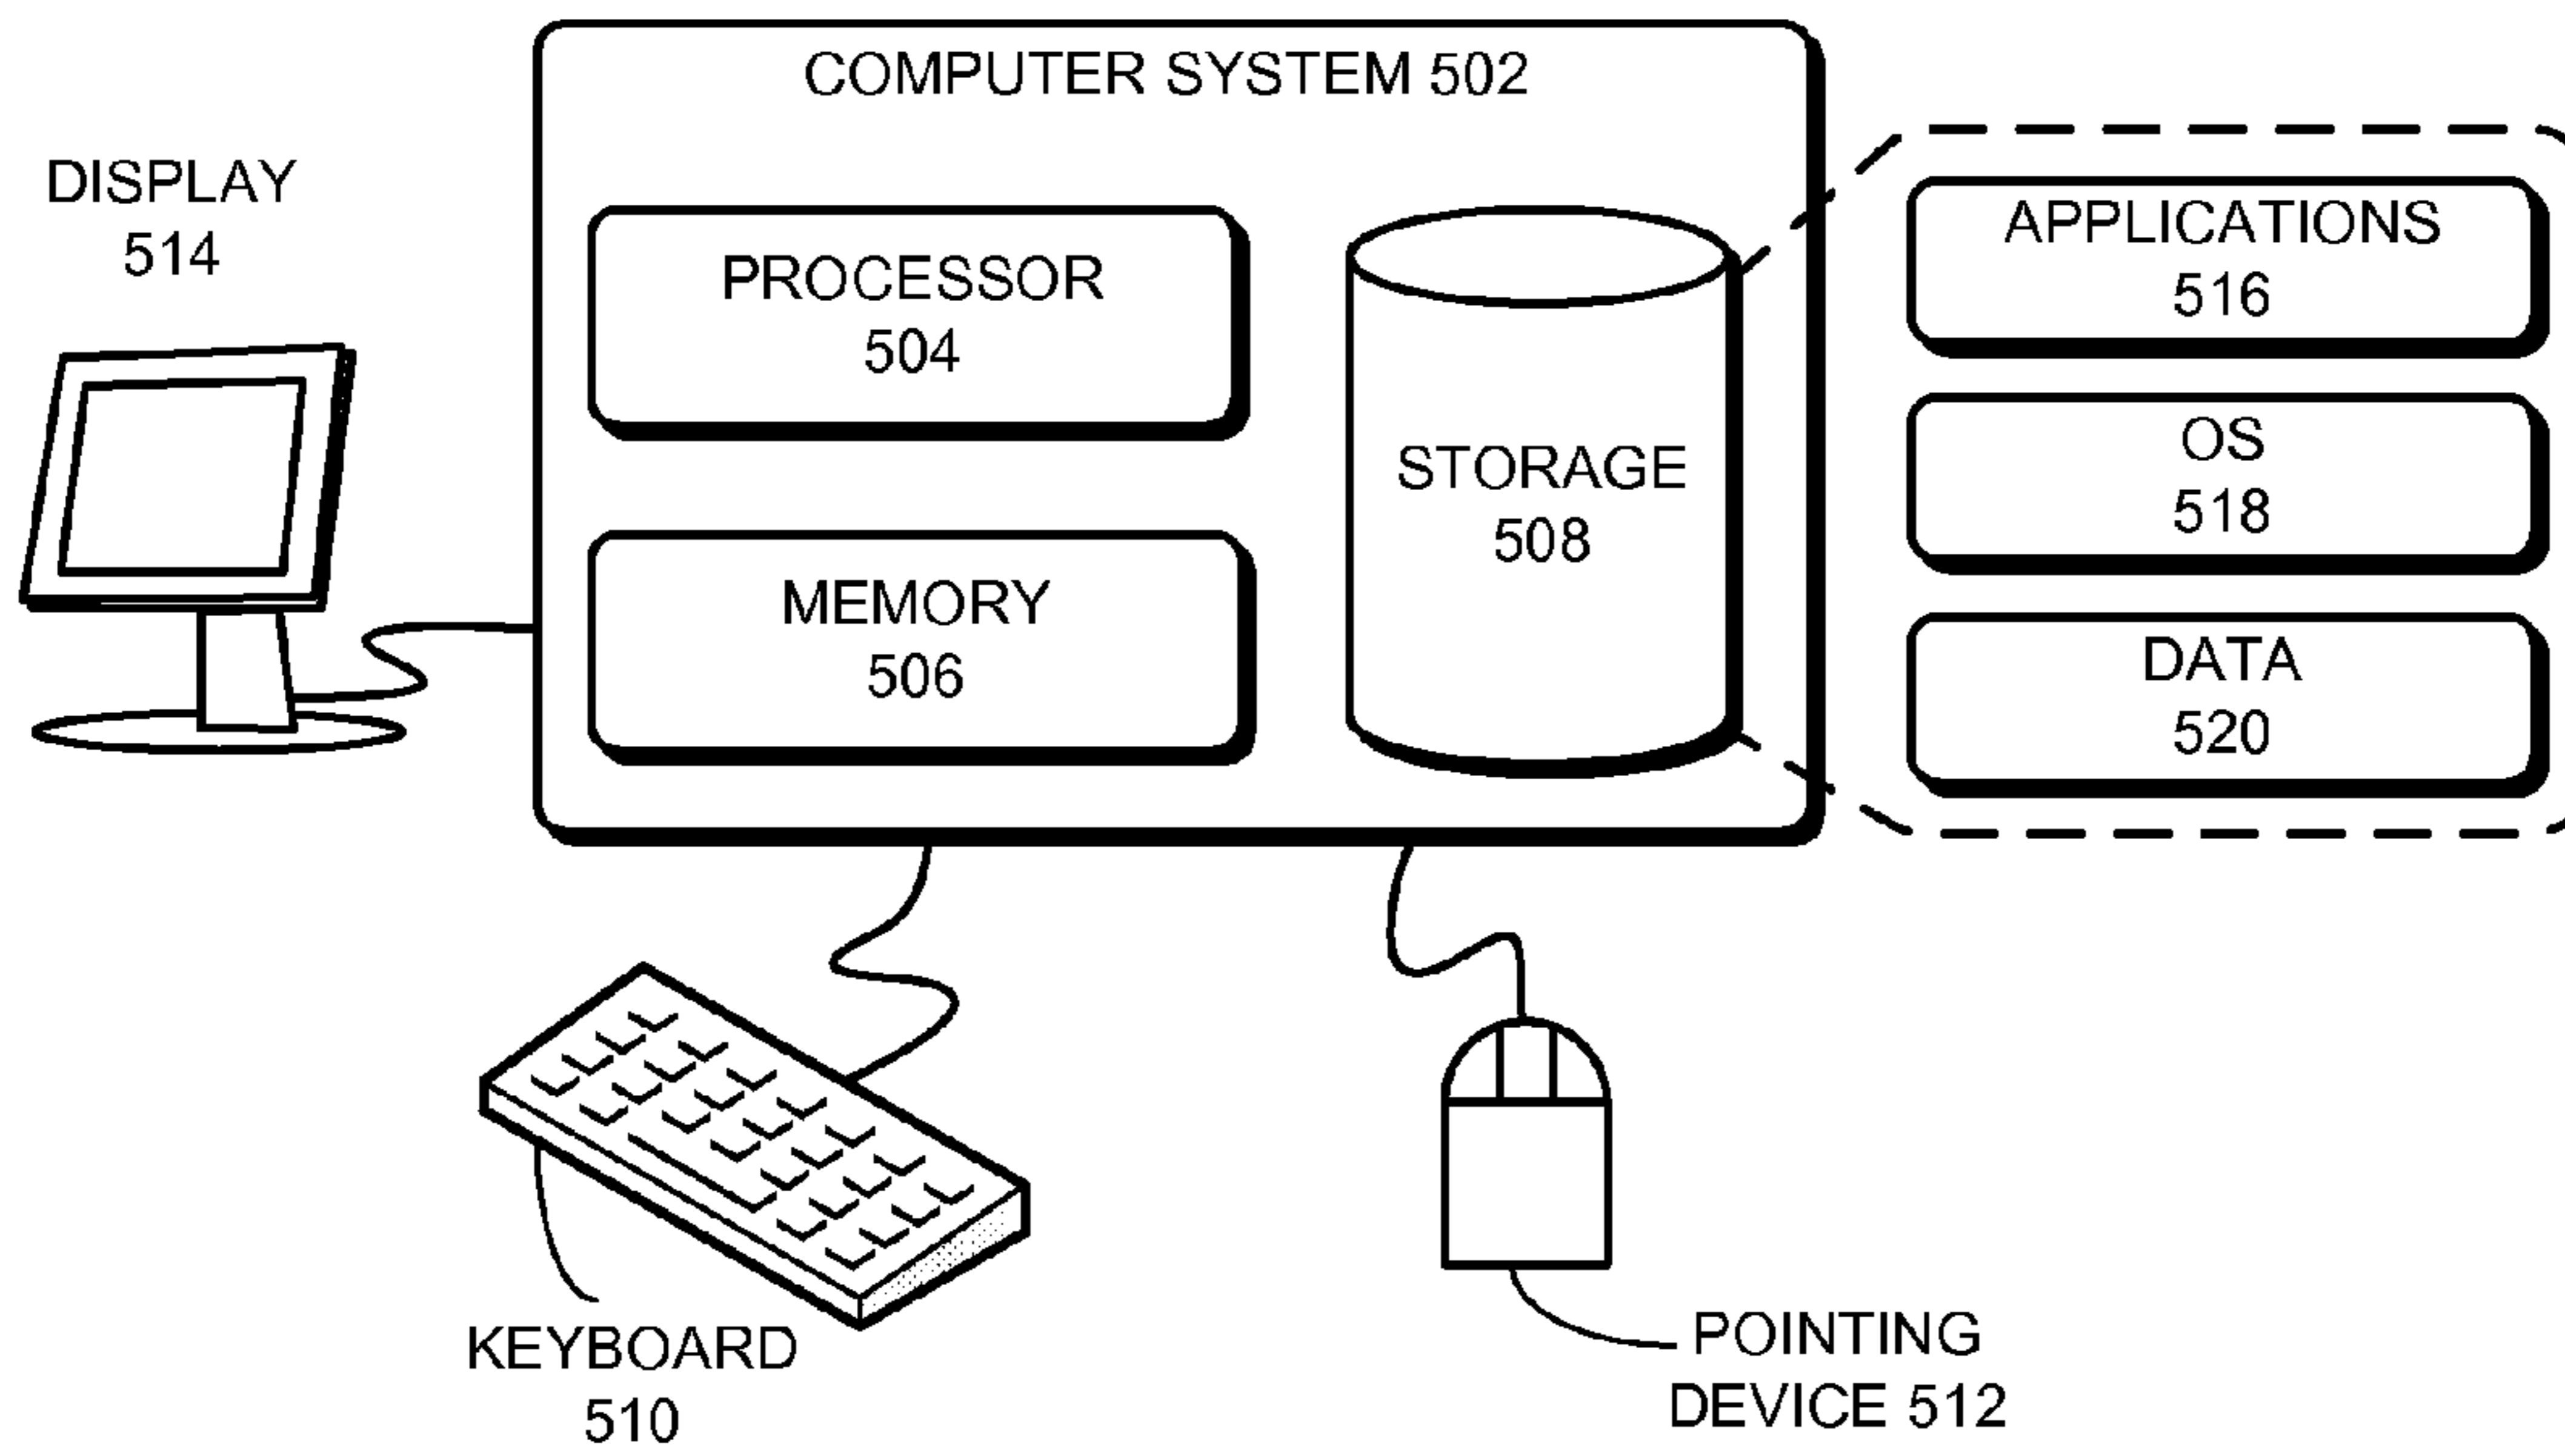 COMPUTER SYSTEM 502
DISPLAY
514
PROCESSOR
504
MEMORY
506
STORAGE
508
APPLICATIONS
516
OS
518
DATA
520
KEYBOARD
510
POINTING
DEVICE 512